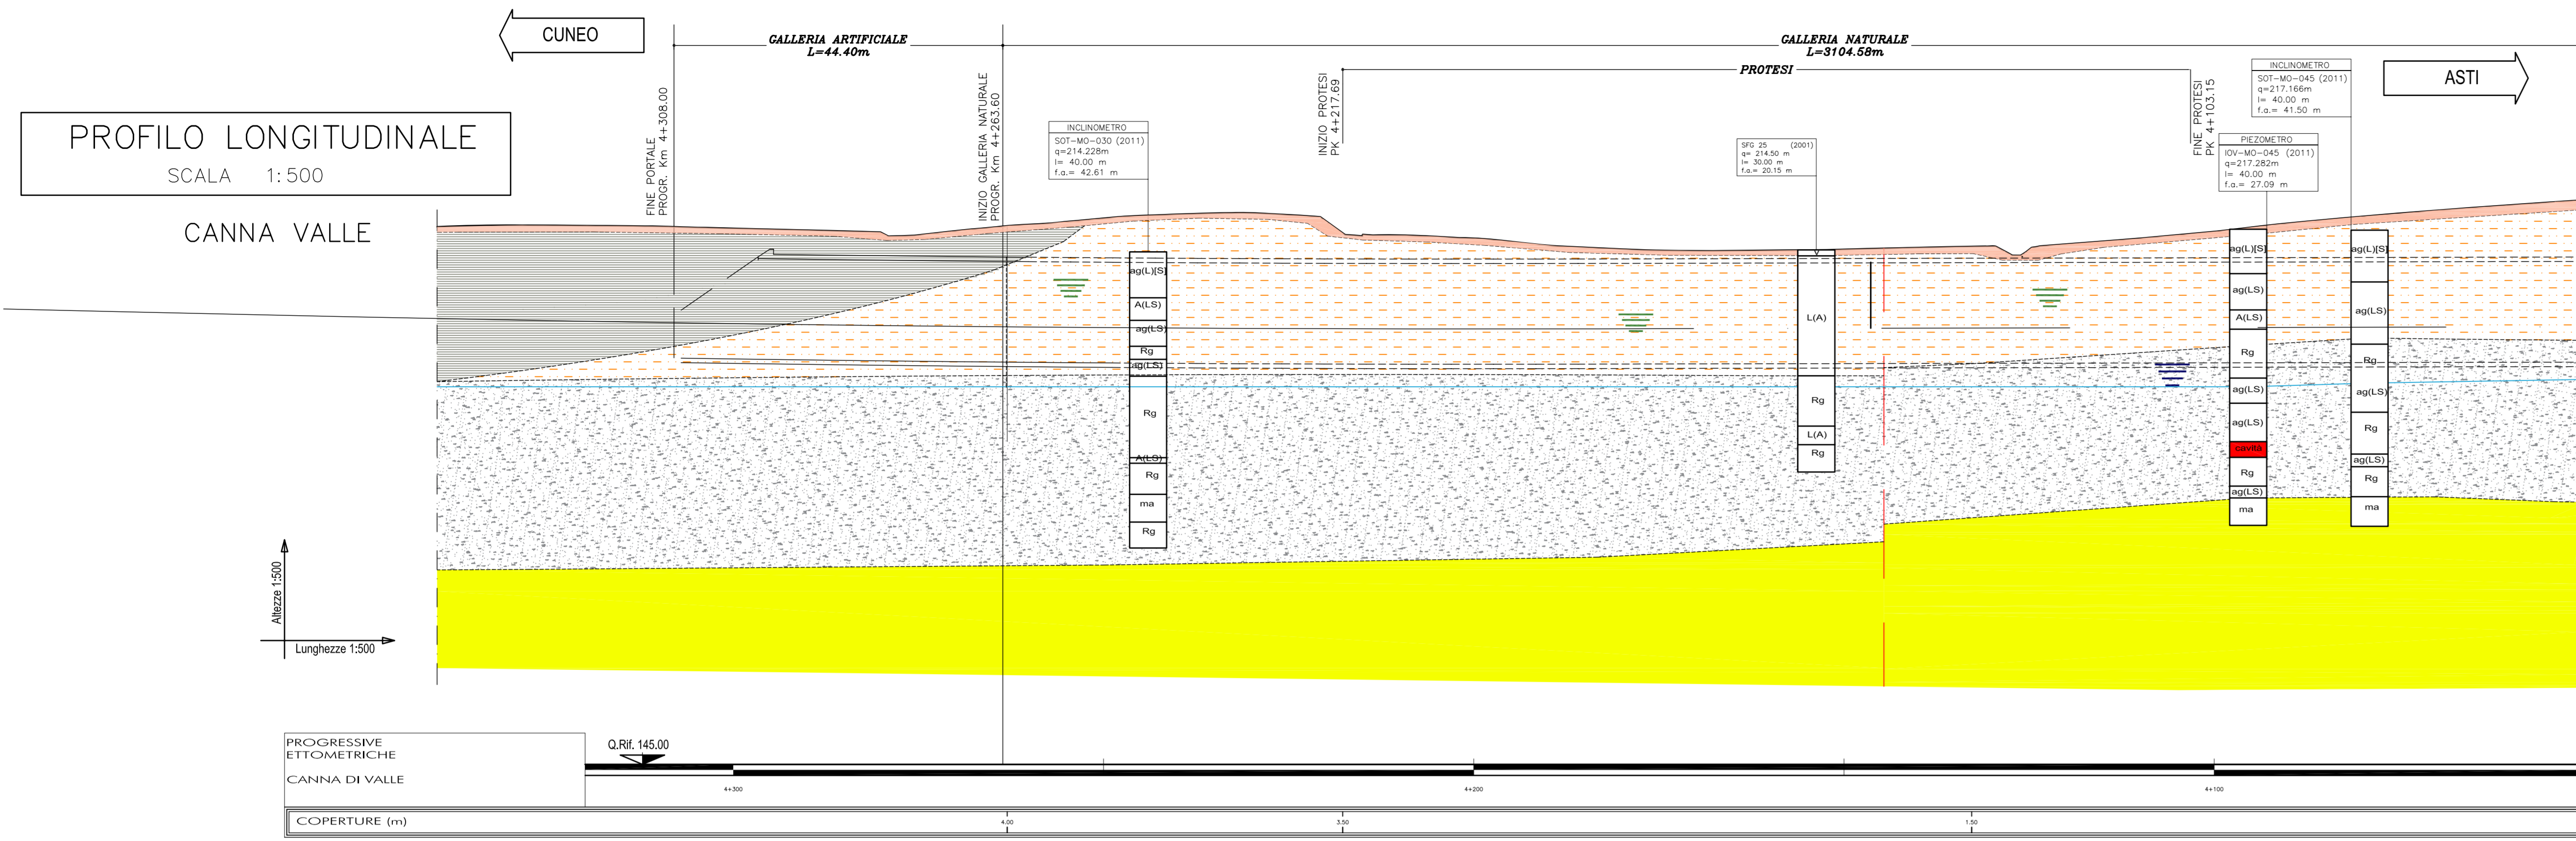 CUNEO
GALLERIA ARTIFICIALE
L=44.40m
GALLERIA NATURALE
L=3104.58m
PROTESI
ASTI
PROFILO LONGITUDINALE
SCALA 1:500
CANNA VALLE
FINE PORTALE
PROGR. Km 4+308.00
INIZIO GALLERIA NATURALE
PROGR. Km 4+263.60
INCLINOMETRO
SOT-MO-030 (2011)
q=214.228m
l= 40.00 m
f.a.= 42.61 m
INIZIO PROTESI
PK 4+217.69
SFG 25 (2001)
q= 214.50 m
l= 30.00 m
f.a.= 20.15 m
FINE PROTESI
PK 4+103.15
INCLINOMETRO
SOT-MO-045 (2011)
q=217.166m
l= 40.00 m
f.a.= 41.50 m
PIEZOMETRO
IOV-MO-045 (2011)
q=217.282m
l= 40.00 m
f.a.= 27.09 m
ag(L)[S]
A(LS)
ag(LS)
Rg
ag(LS)
Rg
A(LS)
Rg
ma
Rg
L(A)
Rg
L(A)
Rg
ag(L)[S]
ag(LS)
A(LS)
Rg
ag(LS)
ag(LS)
cavità
Rg
ag(LS)
ma
ag(L)[S]
ag(LS)
Rg
ag(LS)
Rg
ag(LS)
Rg
ma
Altezze 1:500
Lunghezze 1:500
PROGRESSIVE
ETTOMETRICHE
CANNA DI VALLE
Q.Rif. 145.00
4+300
4+200
4+100
COPERTURE (m)
4.00
3.50
1.50